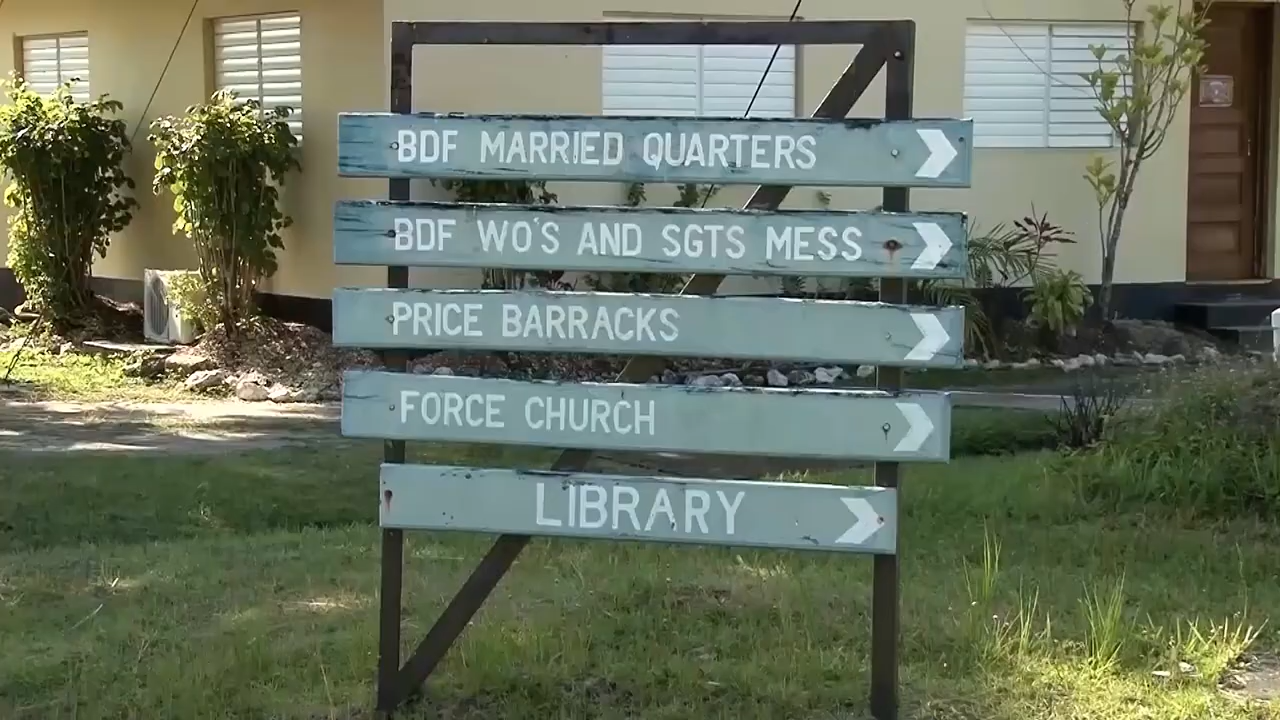 BDF MARRIED QUARTERS
BDF WO'S AND SGTS MESS
PRICE BARRACKS
FORCE CHURCH
LIBRARY